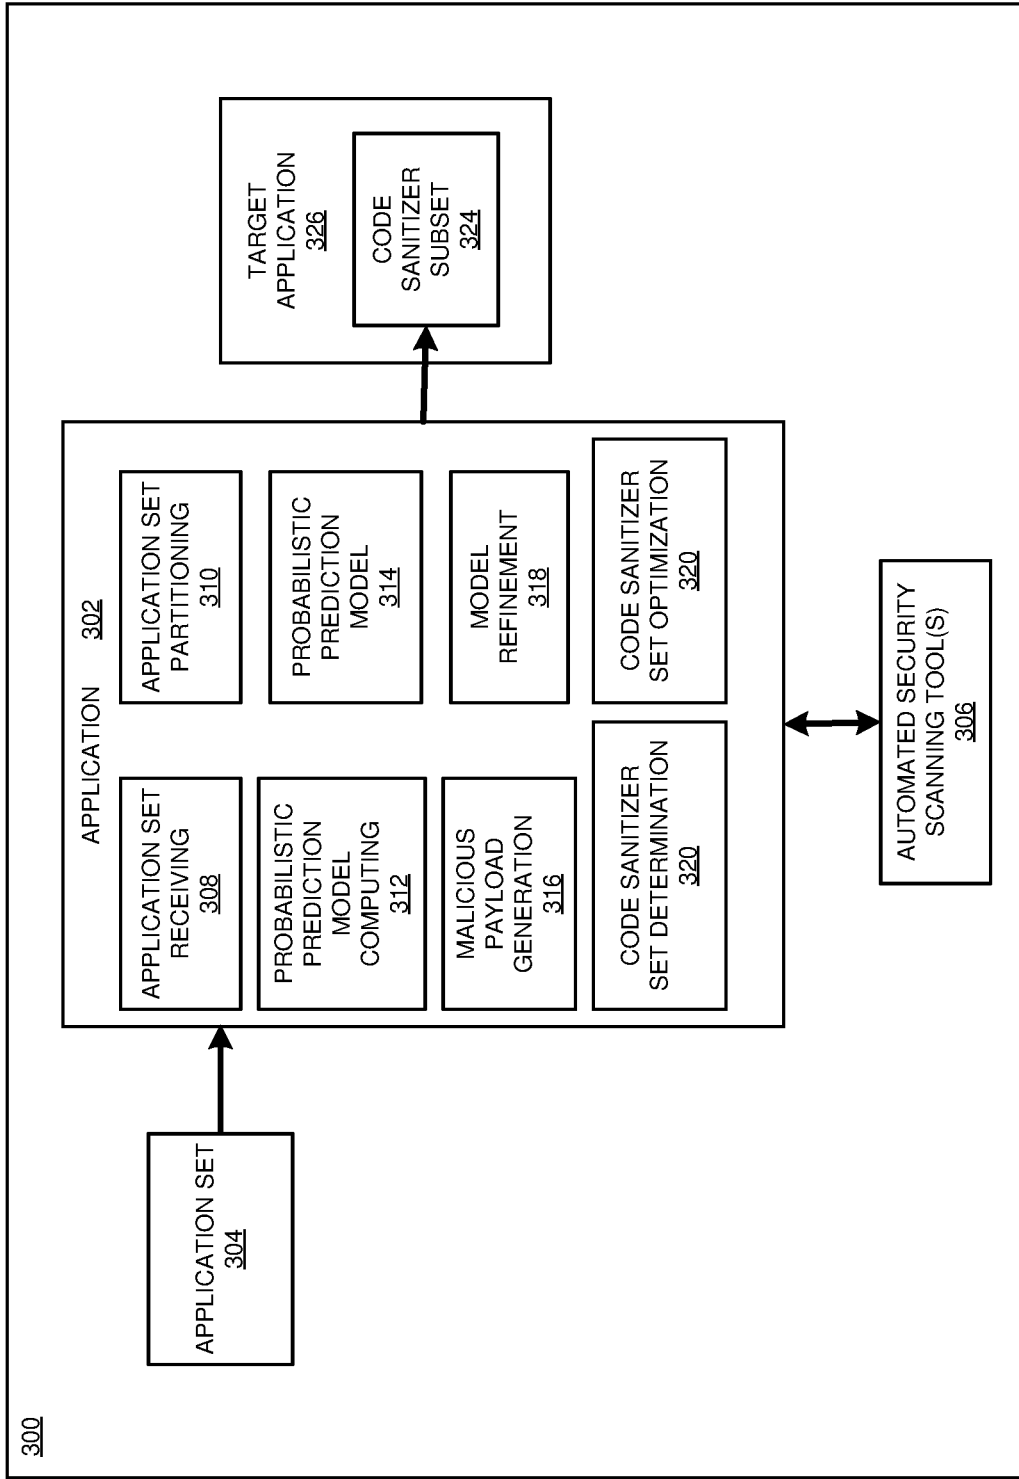 300
APPLICATION SET
304
APPLICATION
302
APPLICATION SET
RECEIVING
308
APPLICATION SET
PARTITIONING
310
PROBABILISTIC
PREDICTION
MODEL
COMPUTING
312
PROBABILISTIC
PREDICTION
MODEL
314
MALICIOUS
PAYLOAD
GENERATION
316
MODEL
REFINEMENT
318
CODE SANITIZER
SET DETERMINATION
320
CODE SANITIZER
SET OPTIMIZATION
320
TARGET
APPLICATION
326
CODE
SANITIZER
SUBSET
324
AUTOMATED SECURITY
SCANNING TOOL(S)
306